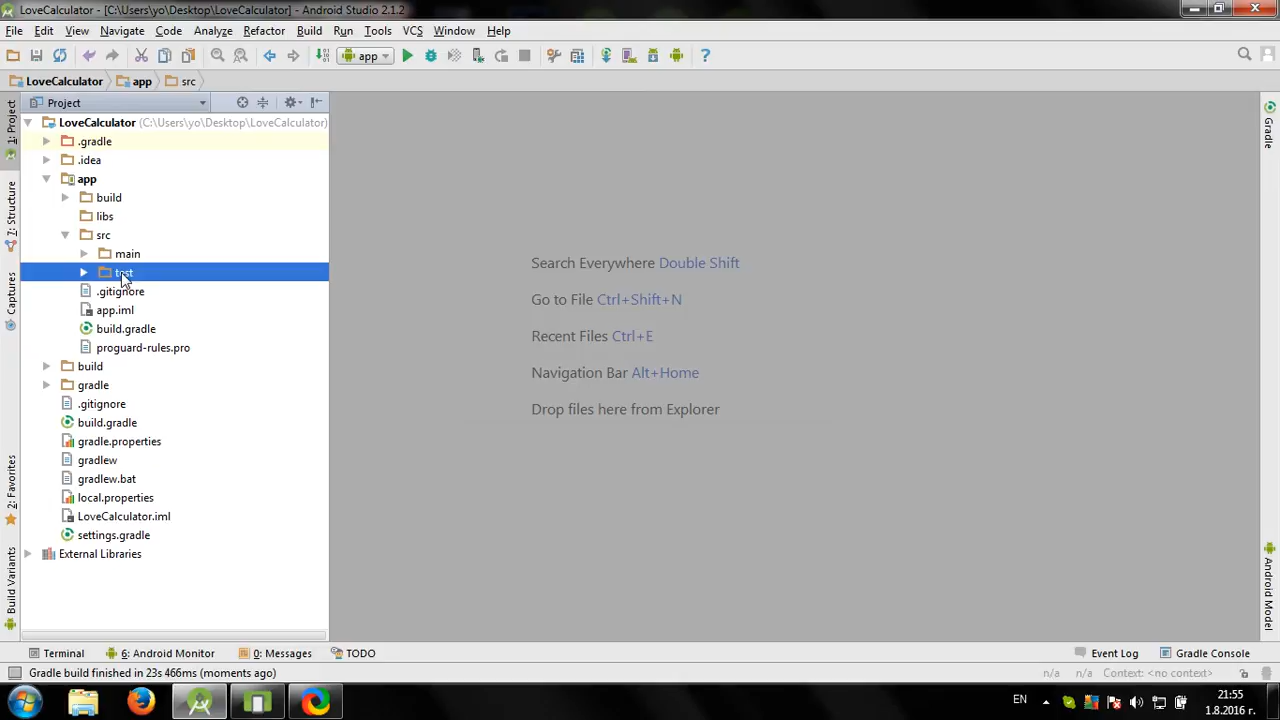 LoveCalculator - [C:\Users\yo\Desktop\LoveCalculator] - Android Studio 2.1.2
File Edit View Navigate Code Analyze Refactor Build Run Tools VCS Window Help
app
LoveCalculator app src
1: Project
7: Structure
Captures
2: Favorites
Build Variants
Project
LoveCalculator (C:\Users\yo\Desktop\LoveCalculator)
.gradle
.idea
app
build
libs
src
main
test
.gitignore
app.iml
build.gradle
proguard-rules.pro
build
gradle
.gitignore
build.gradle
gradle.properties
gradlew
gradlew.bat
local.properties
LoveCalculator.iml
settings.gradle
External Libraries
Search Everywhere Double Shift
Go to File Ctrl+Shift+N
Recent Files Ctrl+E
Navigation Bar Alt+Home
Drop files here from Explorer
Gradle
Android Model
Terminal 6: Android Monitor 0: Messages TODO Event Log Gradle Console
Gradle build finished in 23s 466ms (moments ago) n/a n/a Context: <no context>
EN 21:55
1.8.2016 г.